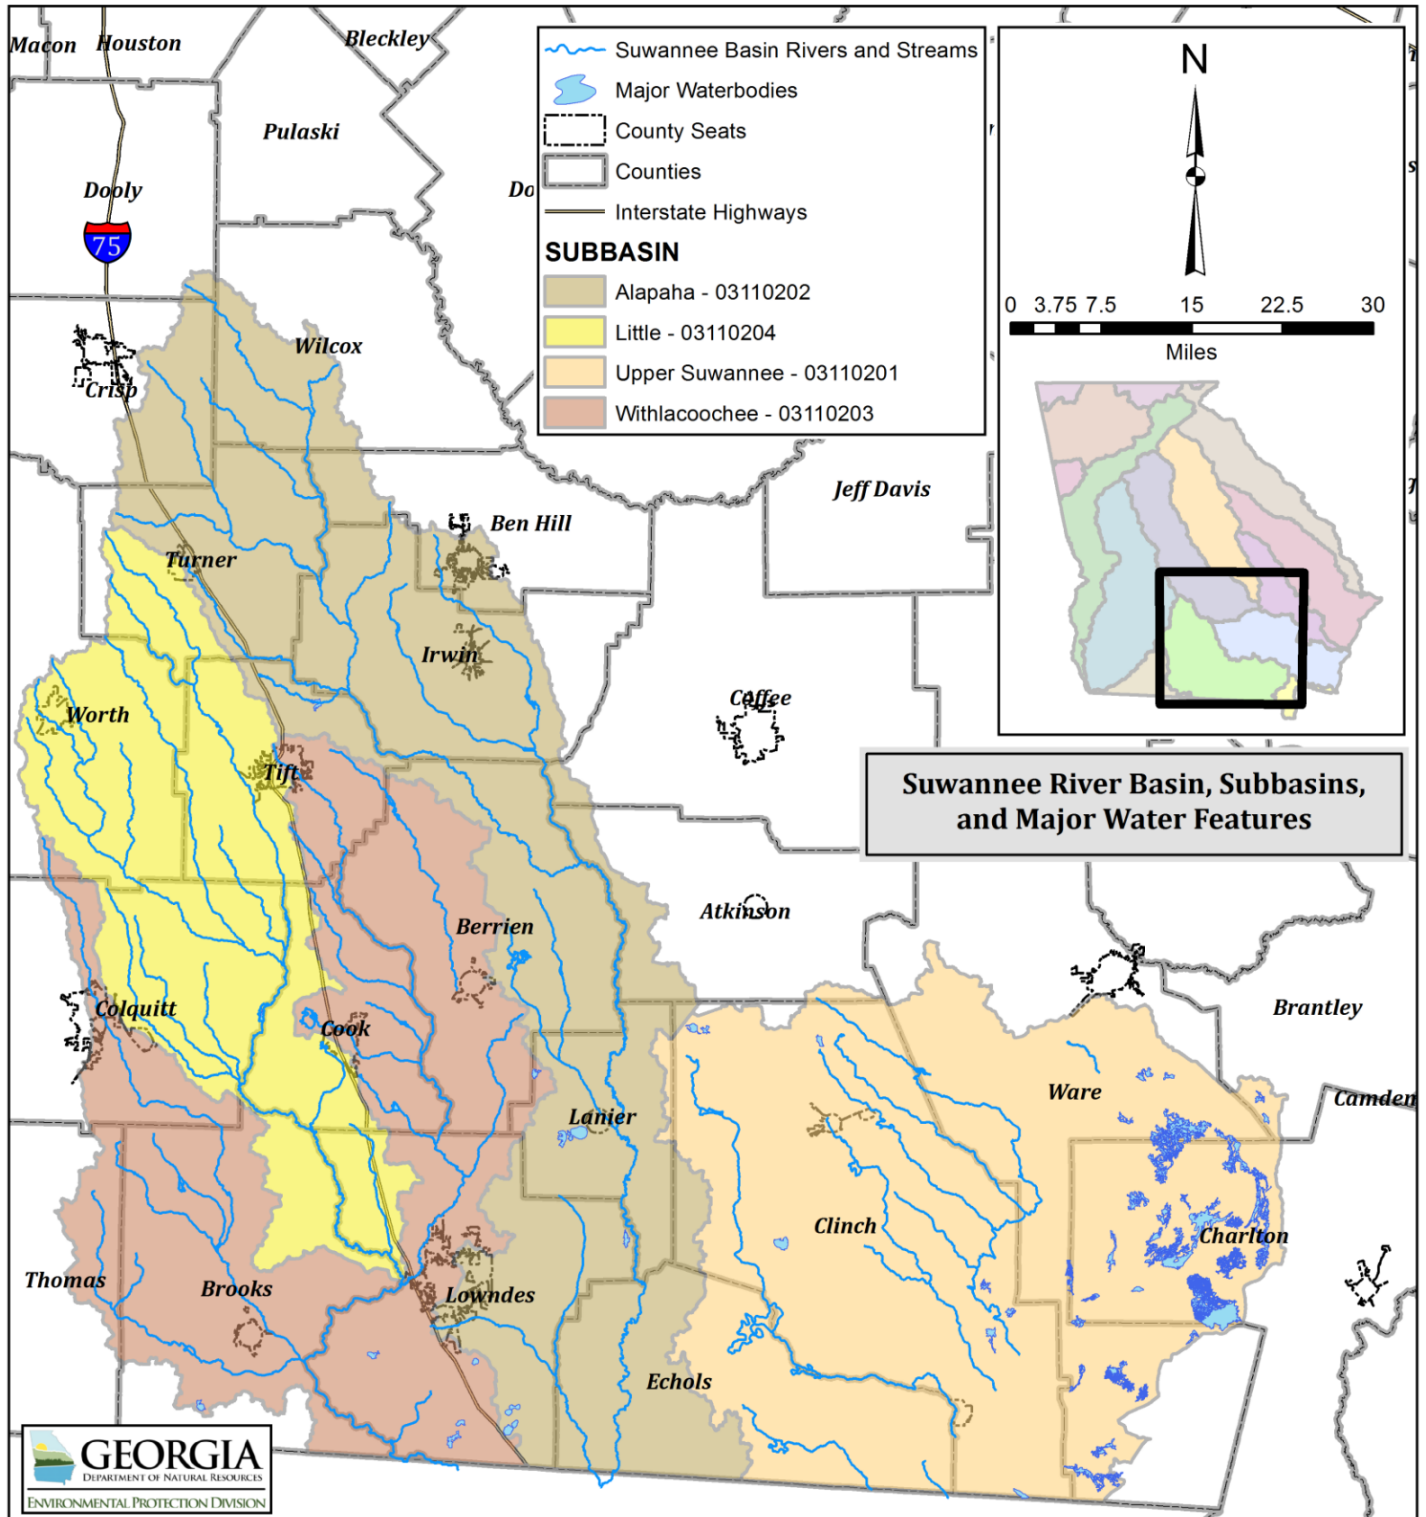 Macon
Houston
Bleckley
Pulaski
Dooly
Do
75
Suwannee Basin Rivers and Streams
Major Waterbodies
County Seats
Counties
Interstate Highways
SUBBASIN
Alapaha - 03110202
Little - 03110204
Upper Suwannee - 03110201
Withlacoochee - 03110203
N
0 3.75 7.5 15 22.5 30
Miles
Wilcox
Crisp
Jeff Davis
Ben Hill
Turner
Irwin
Coffee
Worth
Tift
Suwannee River Basin, Subbasins,
and Major Water Features
Atkinson
Berrien
Colquitt
Cook
Brantley
Ware
Camden
Lanier
Clinch
Charlton
Thomas
Brooks
Lowndes
Echols
GEORGIA
DEPARTMENT OF NATURAL RESOURCES
ENVIRONMENTAL PROTECTION DIVISION